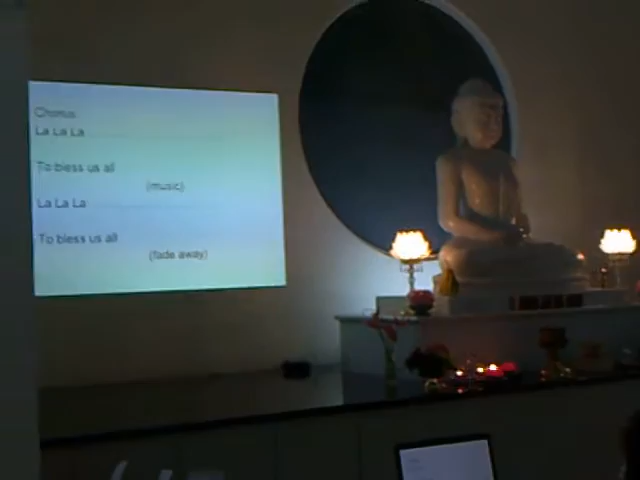 Chorus
La La La
To bless us all
(music)
La La La
To bless us all
(fade away)